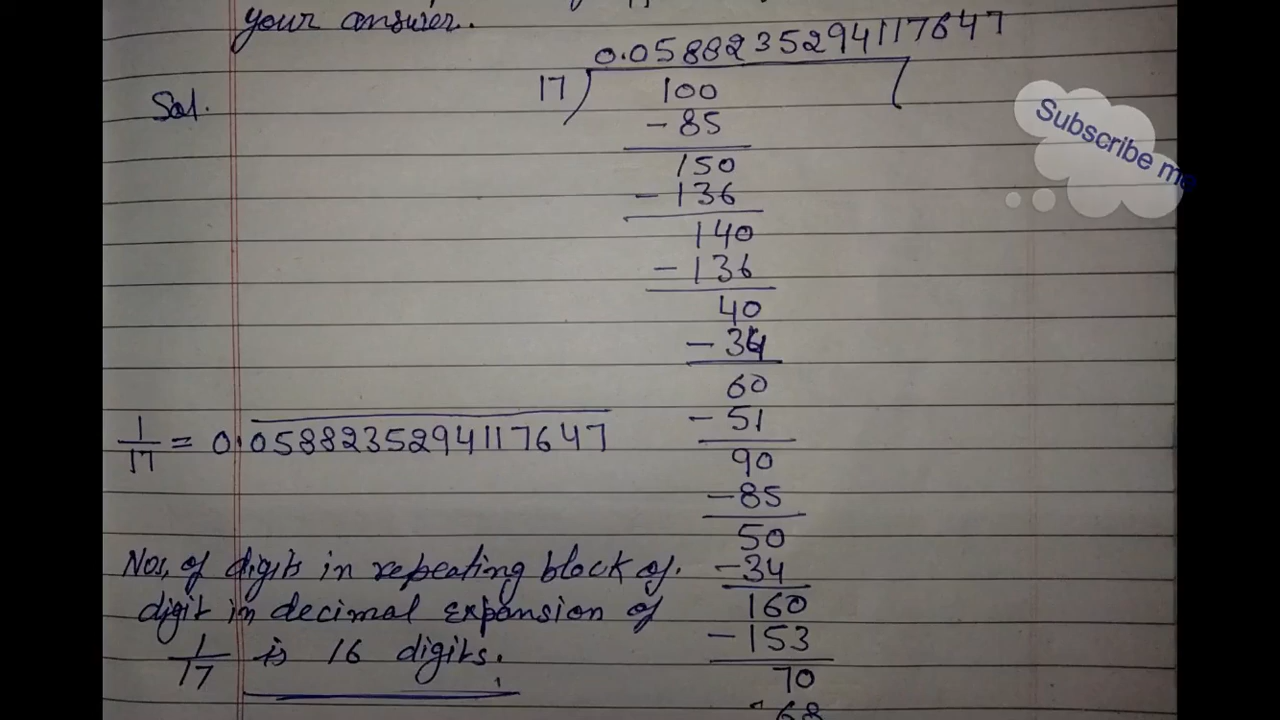 your answer..
0.0588235294117647
Sol.
17) 100
- 85
150
- 136
140
- 136
40
- 34
60
- 51
90
- 85
50
- 34
160
- 153
70
68
1/17 = 0.0588235294117647
Nos. of digits in repeating block of.
digit in decimal expansion of
1/17 is 16 digits.
Subscribe me